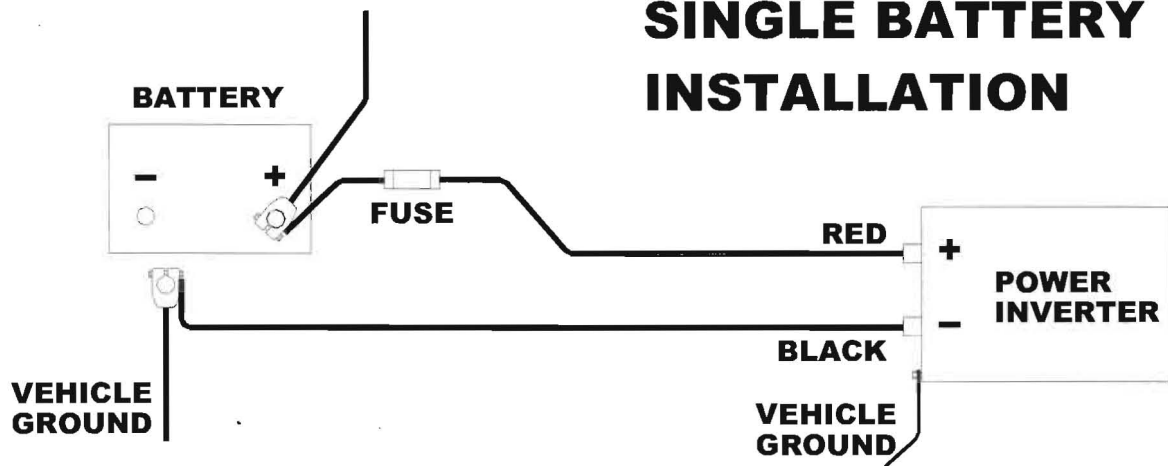 SINGLE BATTERY
INSTALLATION
BATTERY
-
+
FUSE
RED
+
POWER
INVERTER
-
BLACK
VEHICLE
GROUND
VEHICLE
GROUND